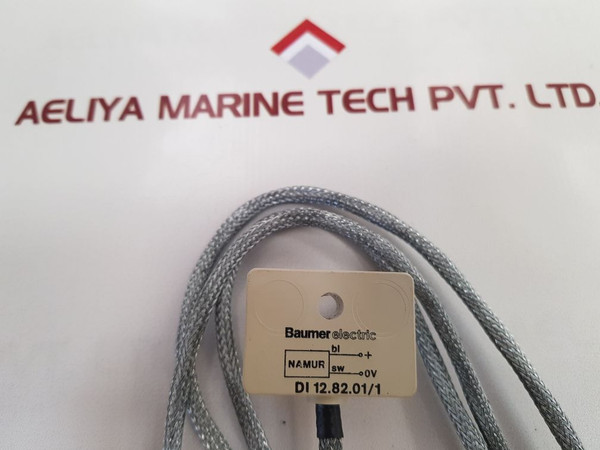 AELIYA MARINE TECH PVT. LTD.
Baumer electric
bl +
NAMUR
sw 0V
DI 12.82.01/1